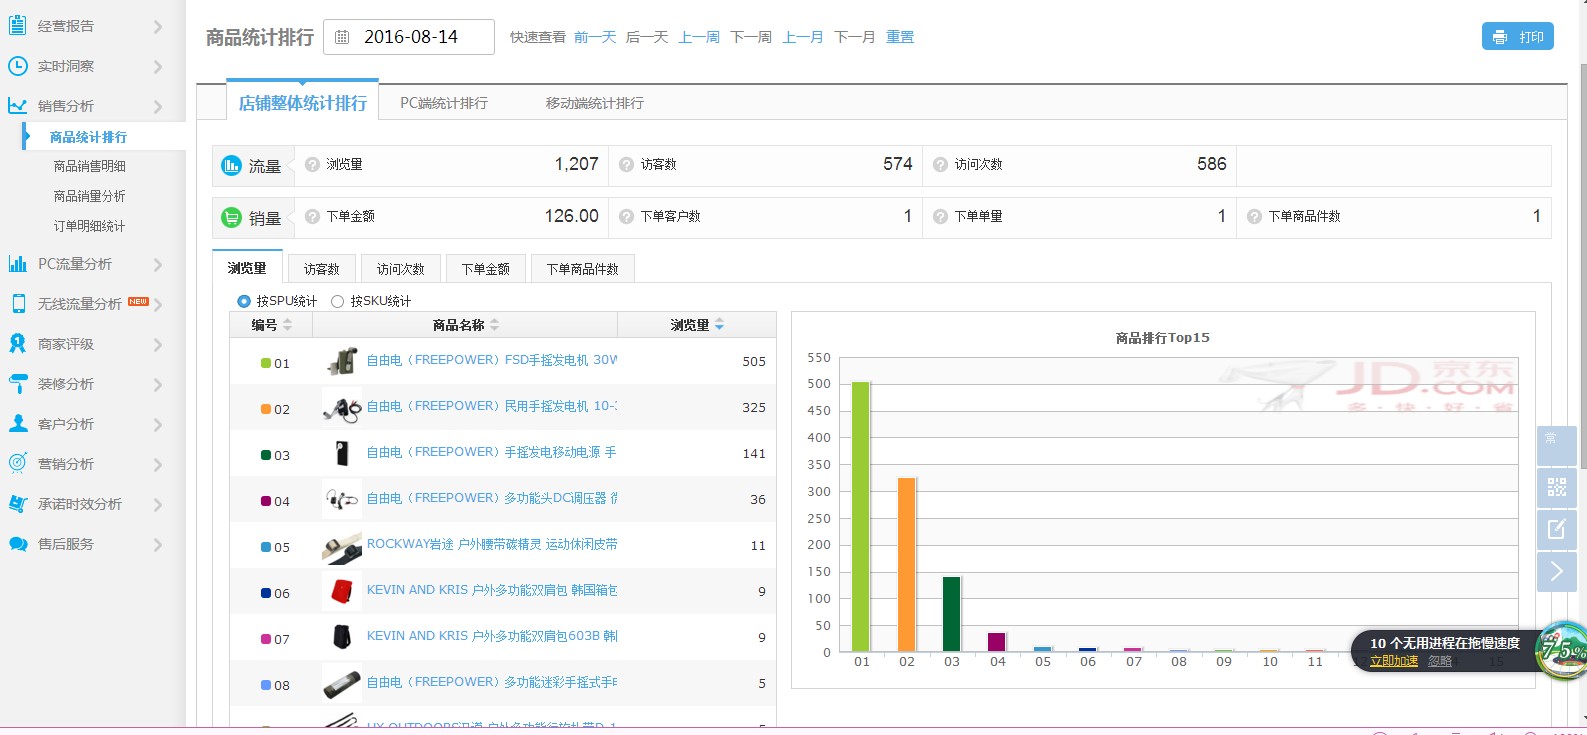 经营报告
实时洞察
销售分析
商品统计排行
商品销售明细
商品销量分析
订单明细统计
PC流量分析
无线流量分析 NEW
商家评级
装修分析
客户分析
营销分析
承诺时效分析
售后服务
商品统计排行 2016-08-14 快速查看 前一天 后一天 上一周 下一周 上一月 下一月 重置 打印
店铺整体统计排行 PC端统计排行 移动端统计排行
流量 浏览量 1,207 访客数 574 访问次数 586
销量 下单金额 126.00 下单客户数 1 下单单量 1 下单商品件数 1
浏览量 访客数 访问次数 下单金额 下单商品件数
按SPU统计 按SKU统计
编号 商品名称 浏览量
01 自由电（FREEPOWER）FSD手摇发电机 30W 505
02 自由电（FREEPOWER）民用手摇发电机 10- 325
03 自由电（FREEPOWER）手摇发电移动电源 手 141
04 自由电（FREEPOWER）多功能头DC调压器 36
05 ROCKWAY岩途 户外腰带碳精灵 运动休闲皮带 11
06 KEVIN AND KRIS 户外多功能双肩包 韩国箱包 9
07 KEVIN AND KRIS 户外多功能双肩包603B 韩 9
08 自由电（FREEPOWER）多功能迷彩手摇式手 5
商品排行Top15
JD.京东
.COM
多·快·好·省
550
500
450
400
350
300
250
200
150
100
50
0
01 02 03 04 05 06 07 08 09 10 11 15
常
10 个无用进程在拖慢速度
立即加速 忽略
75%